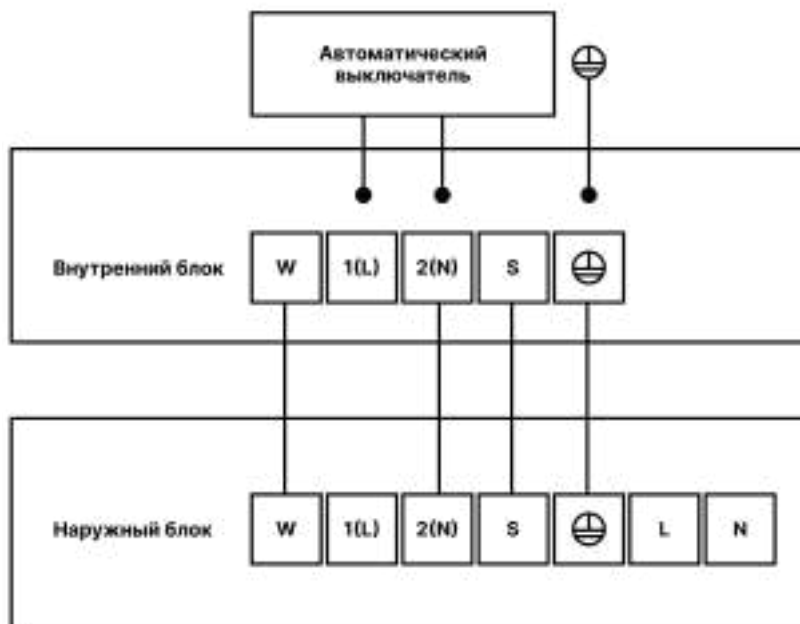 Автоматический
выключатель
Внутренний блок W 1(L) 2(N) S
Наружный блок W 1(L) 2(N) S L N